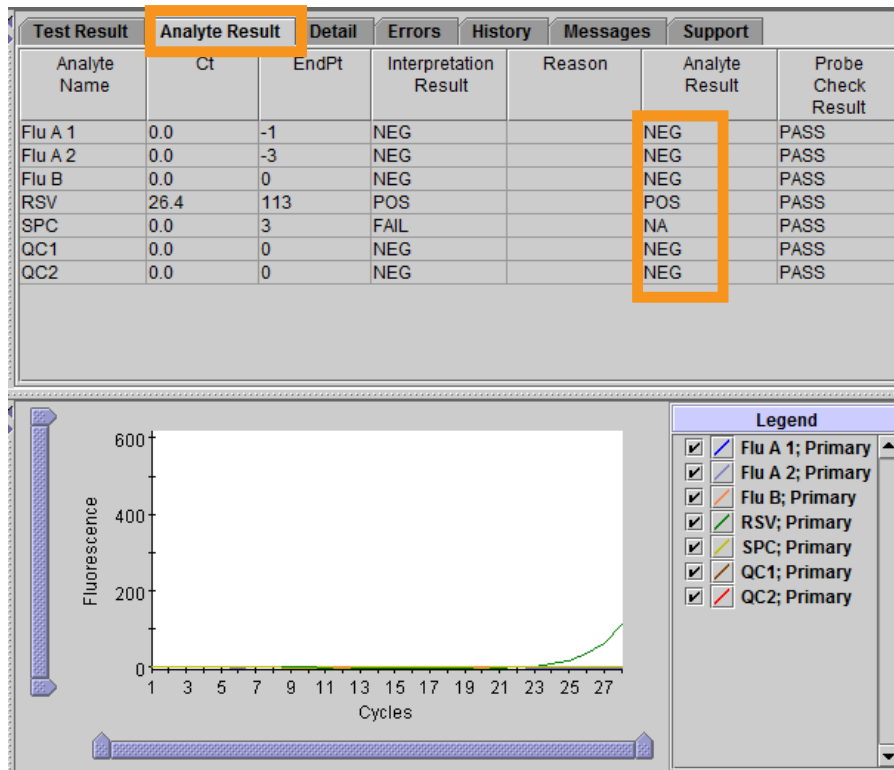 Test Result Analyte Result Detail Errors History Messages Support
Analyte Name Ct EndPt Interpretation Result Reason Analyte Result Probe Check Result
Flu A 1 0.0 -1 NEG NEG PASS
Flu A 2 0.0 -3 NEG NEG PASS
Flu B 0.0 0 NEG NEG PASS
RSV 26.4 113 POS POS PASS
SPC 0.0 3 FAIL NA PASS
QC1 0.0 0 NEG NEG PASS
QC2 0.0 0 NEG NEG PASS
600
400
200
0
Fluorescence
1 3 5 7 9 11 13 15 17 19 21 23 25 27
Cycles
Legend
Flu A 1; Primary
Flu A 2; Primary
Flu B; Primary
RSV; Primary
SPC; Primary
QC1; Primary
QC2; Primary